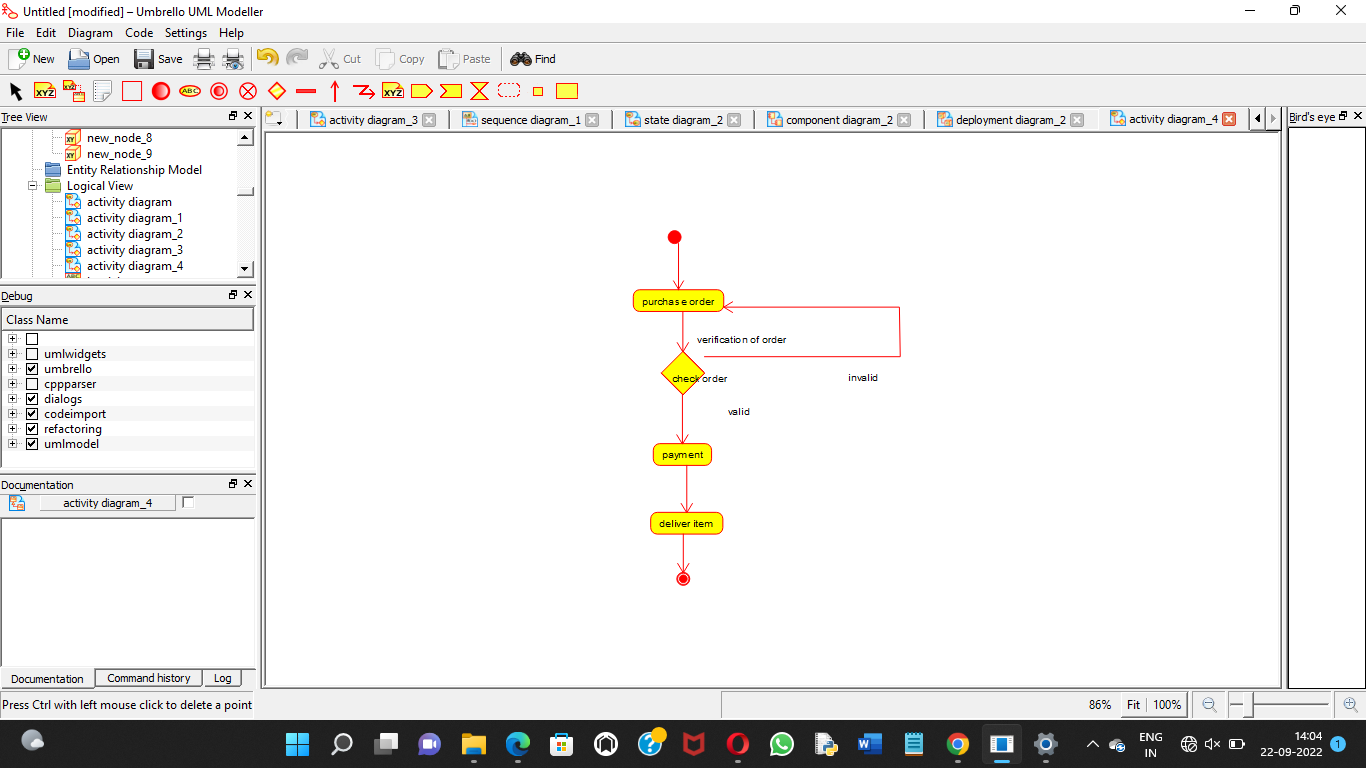 Untitled [modified] – Umbrello UML Modeller
File Edit Diagram Code Settings Help
New Open Save Cut Copy Paste Find
XYZ XYZ ABC XYZ
Tree View
new_node_8
new_node_9
Entity Relationship Model
Logical View
activity diagram
activity diagram_1
activity diagram_2
activity diagram_3
activity diagram_4
Debug
Class Name
umlwidgets
umbrello
cppparser
dialogs
codeimport
refactoring
umlmodel
Documentation
activity diagram_4
Documentation Command history Log
Press Ctrl with left mouse click to delete a point
activity diagram_3 sequence diagram_1 state diagram_2 component diagram_2 deployment diagram_2 activity diagram_4
Bird's eye
purchase order
verification of order
check order
invalid
valid
payment
deliver item
86% Fit 100%
ENG
IN
14:04
22-09-2022
1